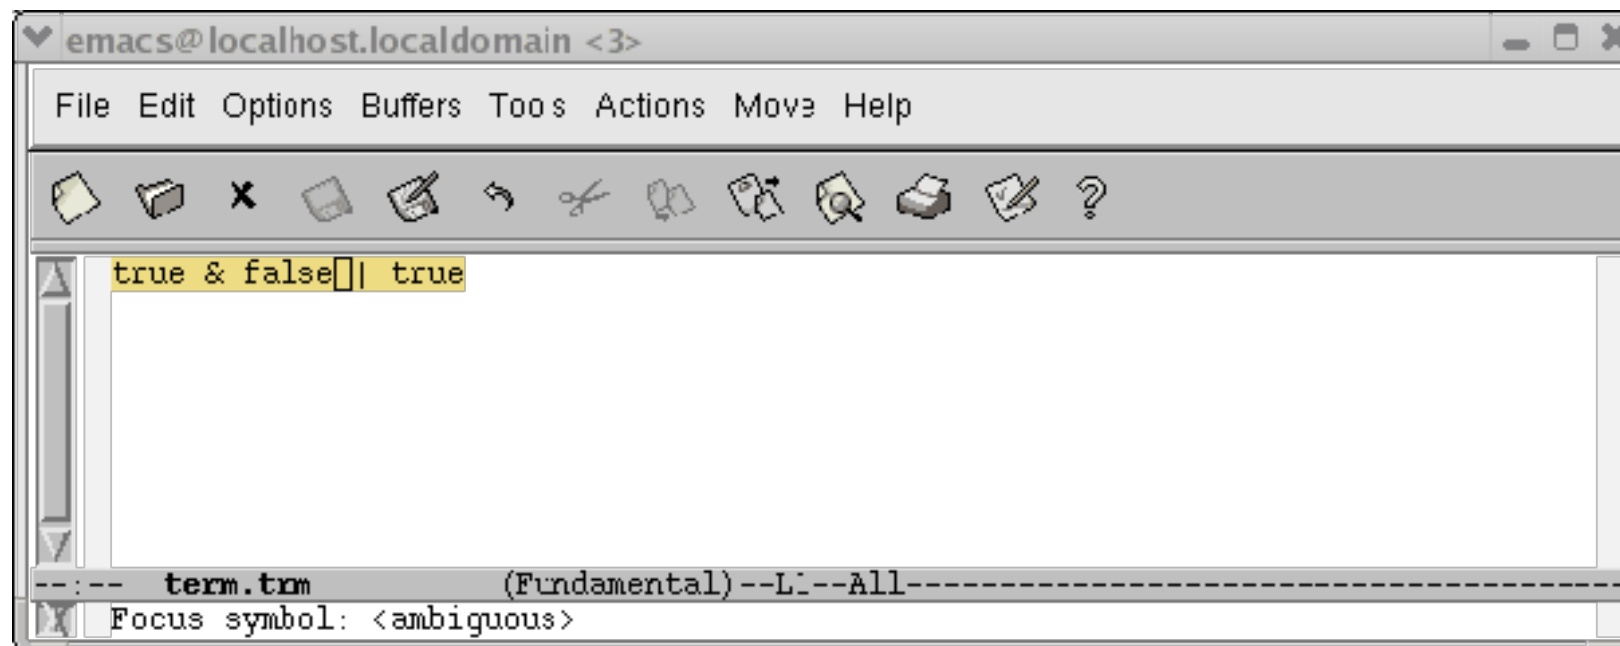 emacs@localhost.localdomain <3>
File Edit Options Buffers Tools Actions Move Help
true & false | true
--:-- term.trm (Fundamental)--L1--All----------------------------------------
Focus symbol: <ambiguous>